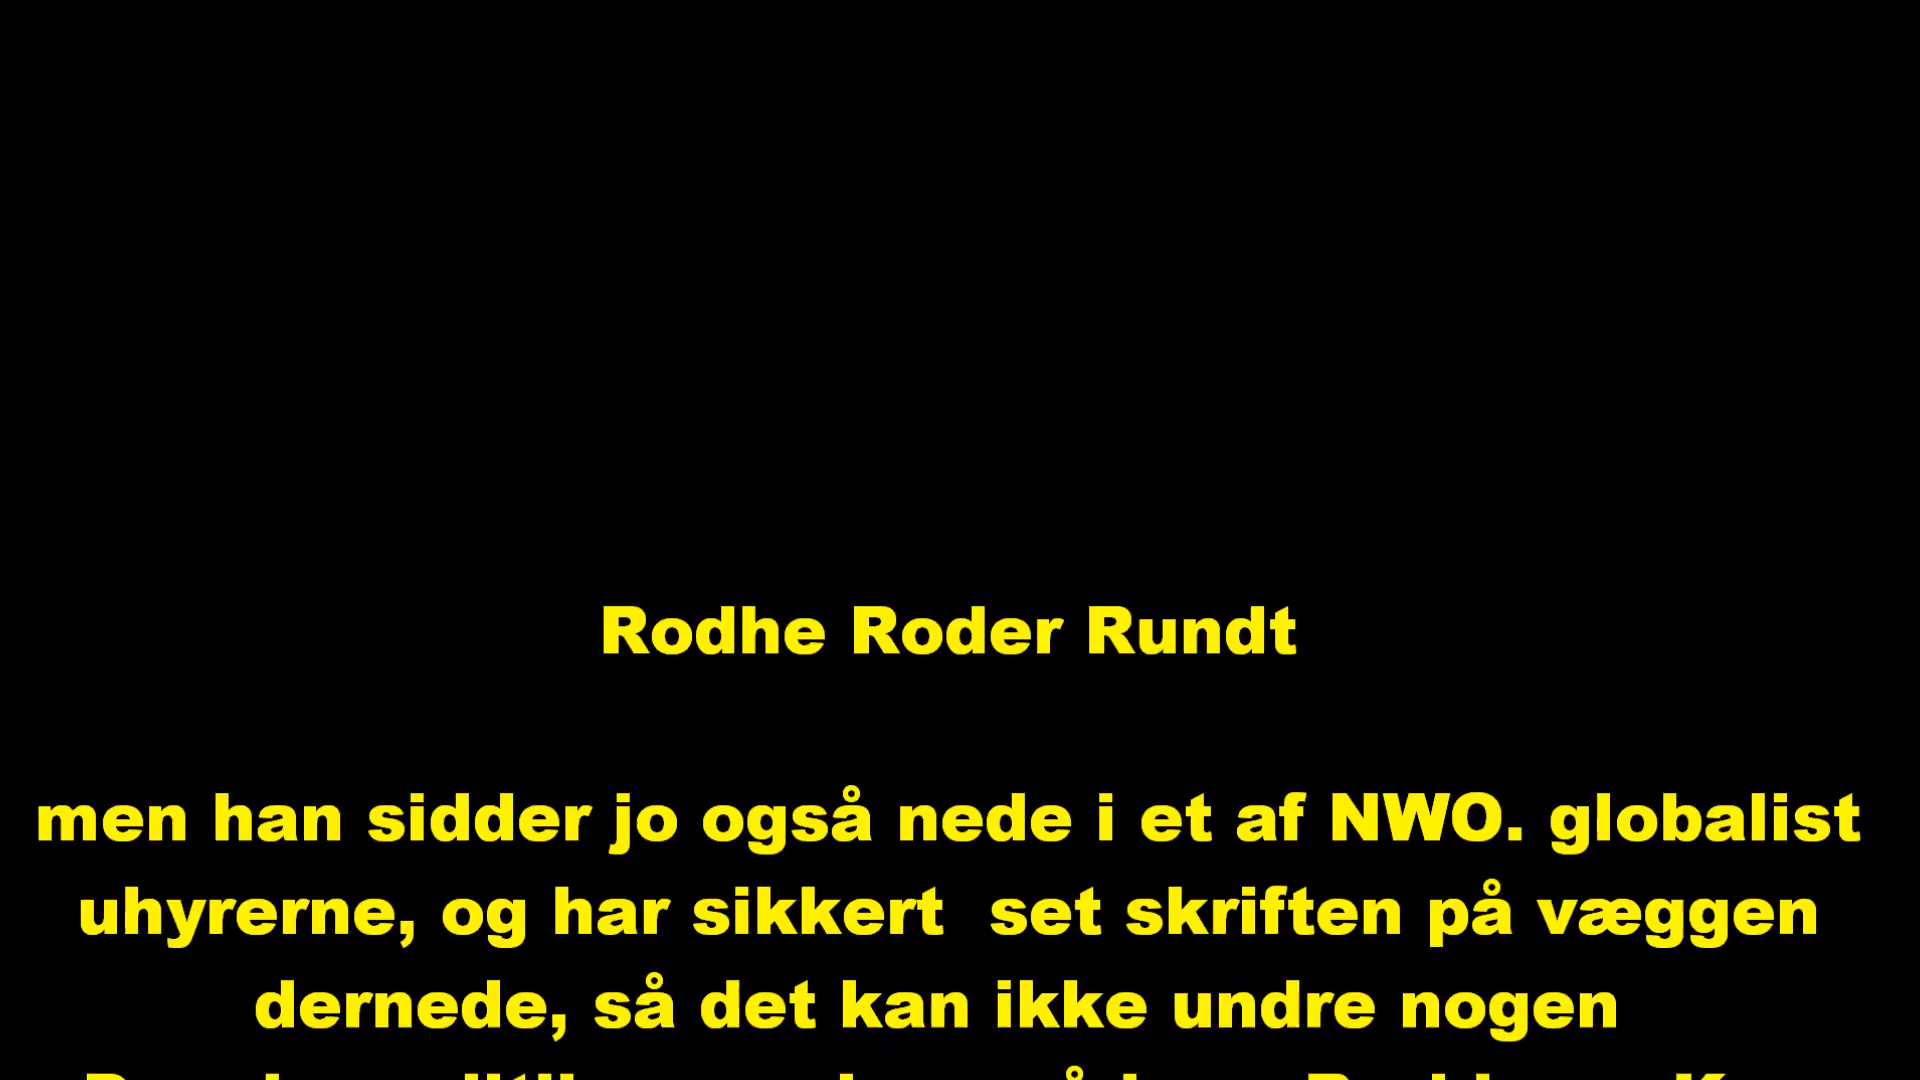 Rodhe Roder Rundt
men han sidder jo også nede i et af NWO. globalist
uhyrerne, og har sikkert  set skriften på væggen
dernede, så det kan ikke undre nogen